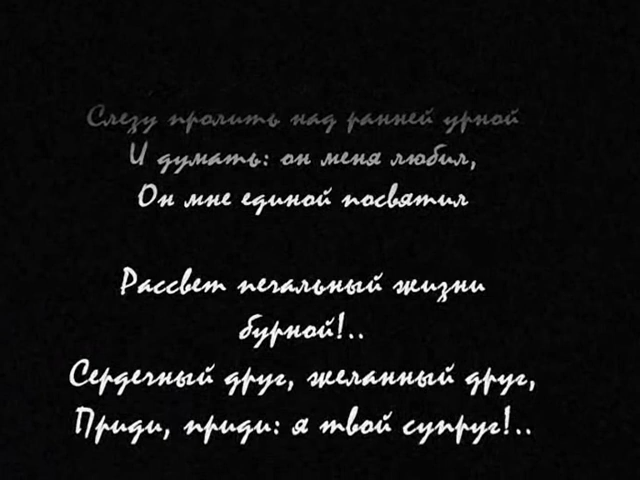 Слезу пролить над ранней урной
И думать: он меня любил,
Он мне единой посвятил
Рассвет печальный жизни
бурной!..
Сердечный друг, желанный друг,
Приди, приди: я твой супруг!..